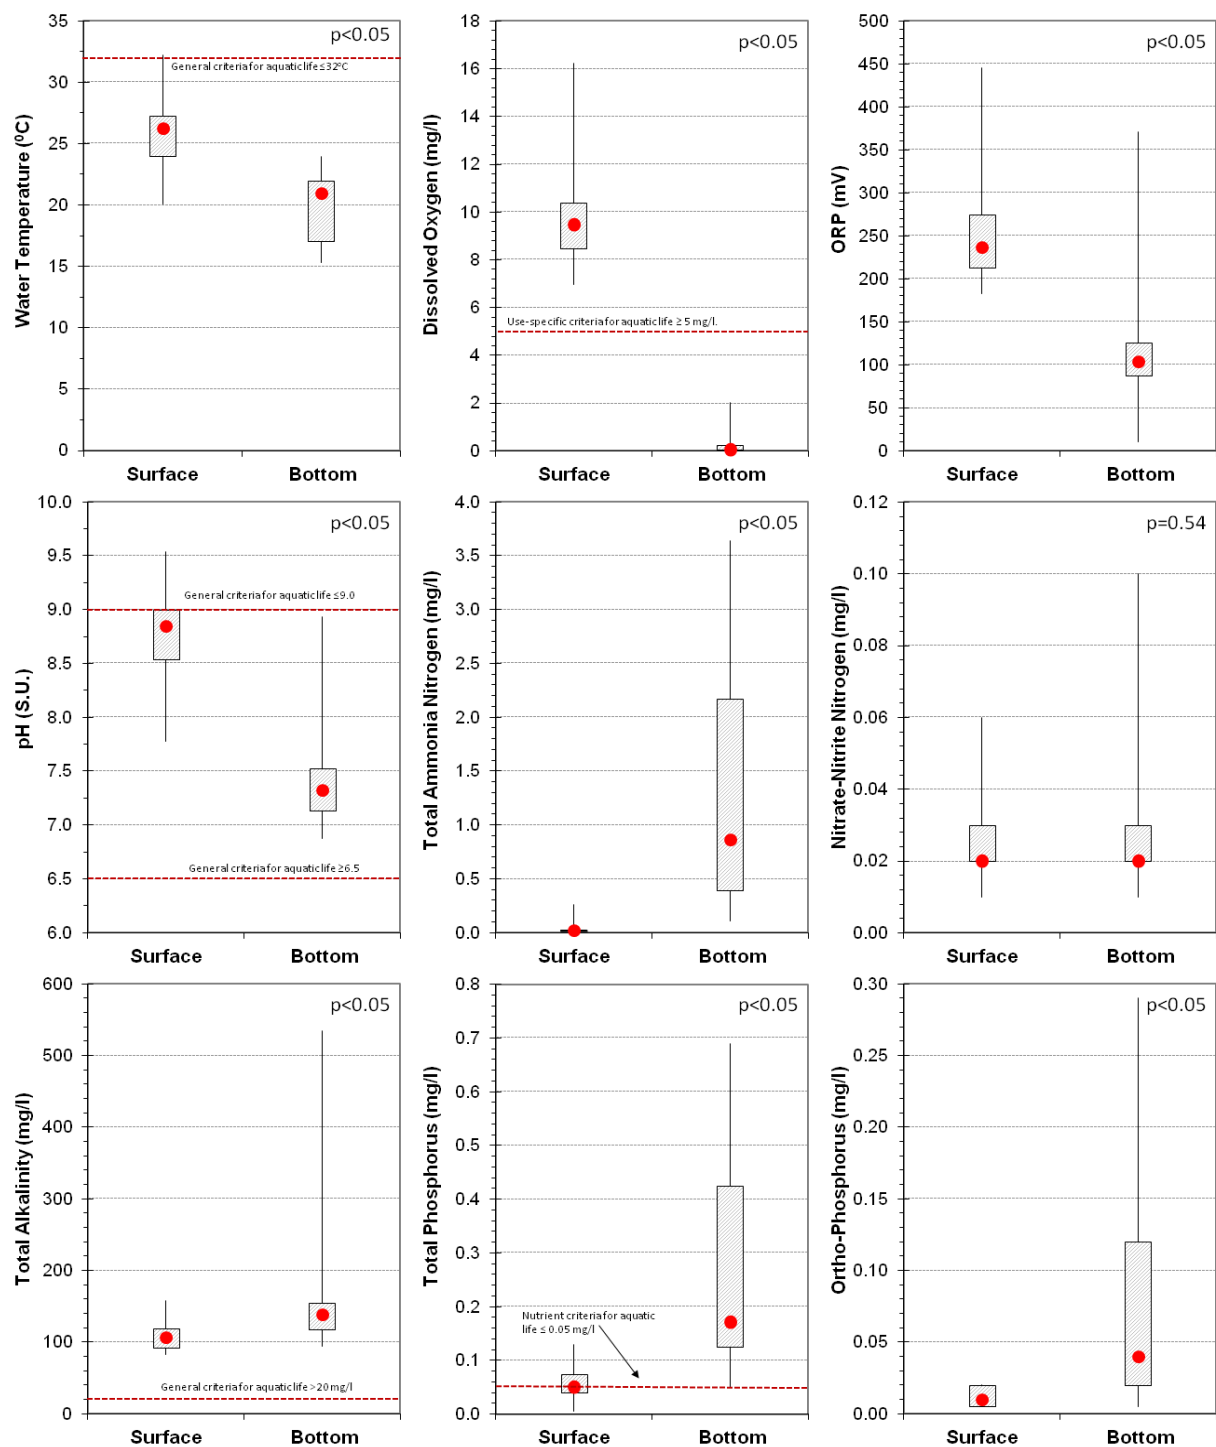 35
30
25
20
15
10
5
0
Water Temperature (⁰C)
p<0.05
General criteria for aquatic life ≤32⁰C
Surface
Bottom
18
16
14
12
10
8
6
4
2
0
Dissolved Oxygen (mg/l)
p<0.05
Use-specific criteria for aquatic life ≥ 5 mg/l.
Surface
Bottom
500
450
400
350
300
250
200
150
100
50
0
ORP (mV)
p<0.05
Surface
Bottom
10.0
9.5
9.0
8.5
8.0
7.5
7.0
6.5
6.0
pH (S.U.)
p<0.05
General criteria for aquatic life ≤9.0
General criteria for aquatic life ≥6.5
Surface
Bottom
4.0
3.5
3.0
2.5
2.0
1.5
1.0
0.5
0.0
Total Ammonia Nitrogen (mg/l)
p<0.05
Surface
Bottom
0.12
0.10
0.08
0.06
0.04
0.02
0.00
Nitrate-Nitrite Nitrogen (mg/l)
p=0.54
Surface
Bottom
600
500
400
300
200
100
0
Total Alkalinity (mg/l)
p<0.05
General criteria for aquatic life >20 mg/l
Surface
Bottom
0.8
0.7
0.6
0.5
0.4
0.3
0.2
0.1
0.0
Total Phosphorus (mg/l)
p<0.05
Nutrient criteria for aquatic
life ≤ 0.05 mg/l
Surface
Bottom
0.30
0.25
0.20
0.15
0.10
0.05
0.00
Ortho-Phosphorus (mg/l)
p<0.05
Surface
Bottom